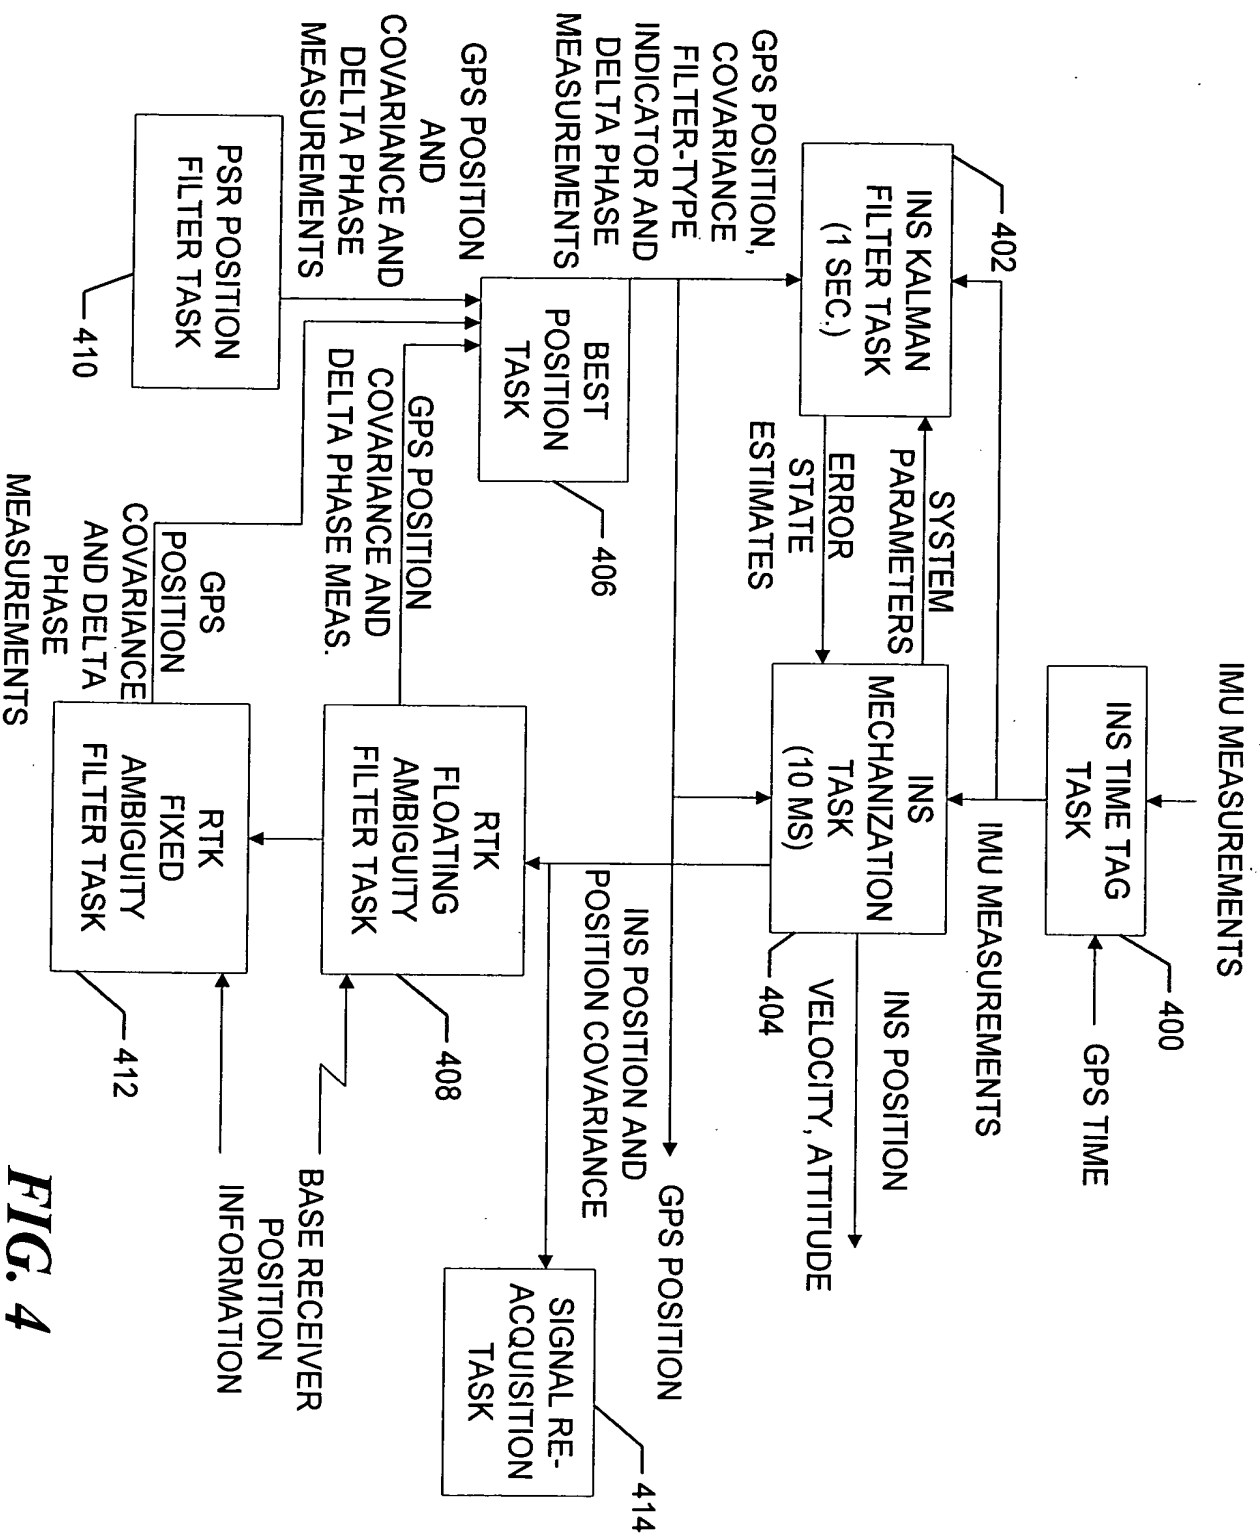 IMU MEASUREMENTS
INS TIME TAG
TASK
400
GPS TIME
IMU MEASUREMENTS
402
INS KALMAN
FILTER TASK
(1 SEC.)
SYSTEM
PARAMETERS
ERROR
STATE
ESTIMATES
INS
MECHANIZATION
TASK
(10 MS)
404
INS POSITION
VELOCITY, ATTITUDE
GPS POSITION,
COVARIANCE
FILTER-TYPE
INDICATOR AND
DELTA PHASE
MEASUREMENTS
GPS POSITION
INS POSITION AND
POSITION COVARIANCE
BEST
POSITION
TASK
406
GPS POSITION
AND
COVARIANCE AND
DELTA PHASE
MEASUREMENTS
GPS POSITION
COVARIANCE AND
DELTA PHASE MEAS.
RTK
FLOATING
AMBIGUITY
FILTER TASK
408
SIGNAL RE-
ACQUISITION
TASK
414
PSR POSITION
FILTER TASK
410
GPS
POSITION
COVARIANCE
AND DELTA
PHASE
MEASUREMENTS
RTK
FIXED
AMBIGUITY
FILTER TASK
412
BASE RECEIVER
POSITION
INFORMATION
FIG. 4